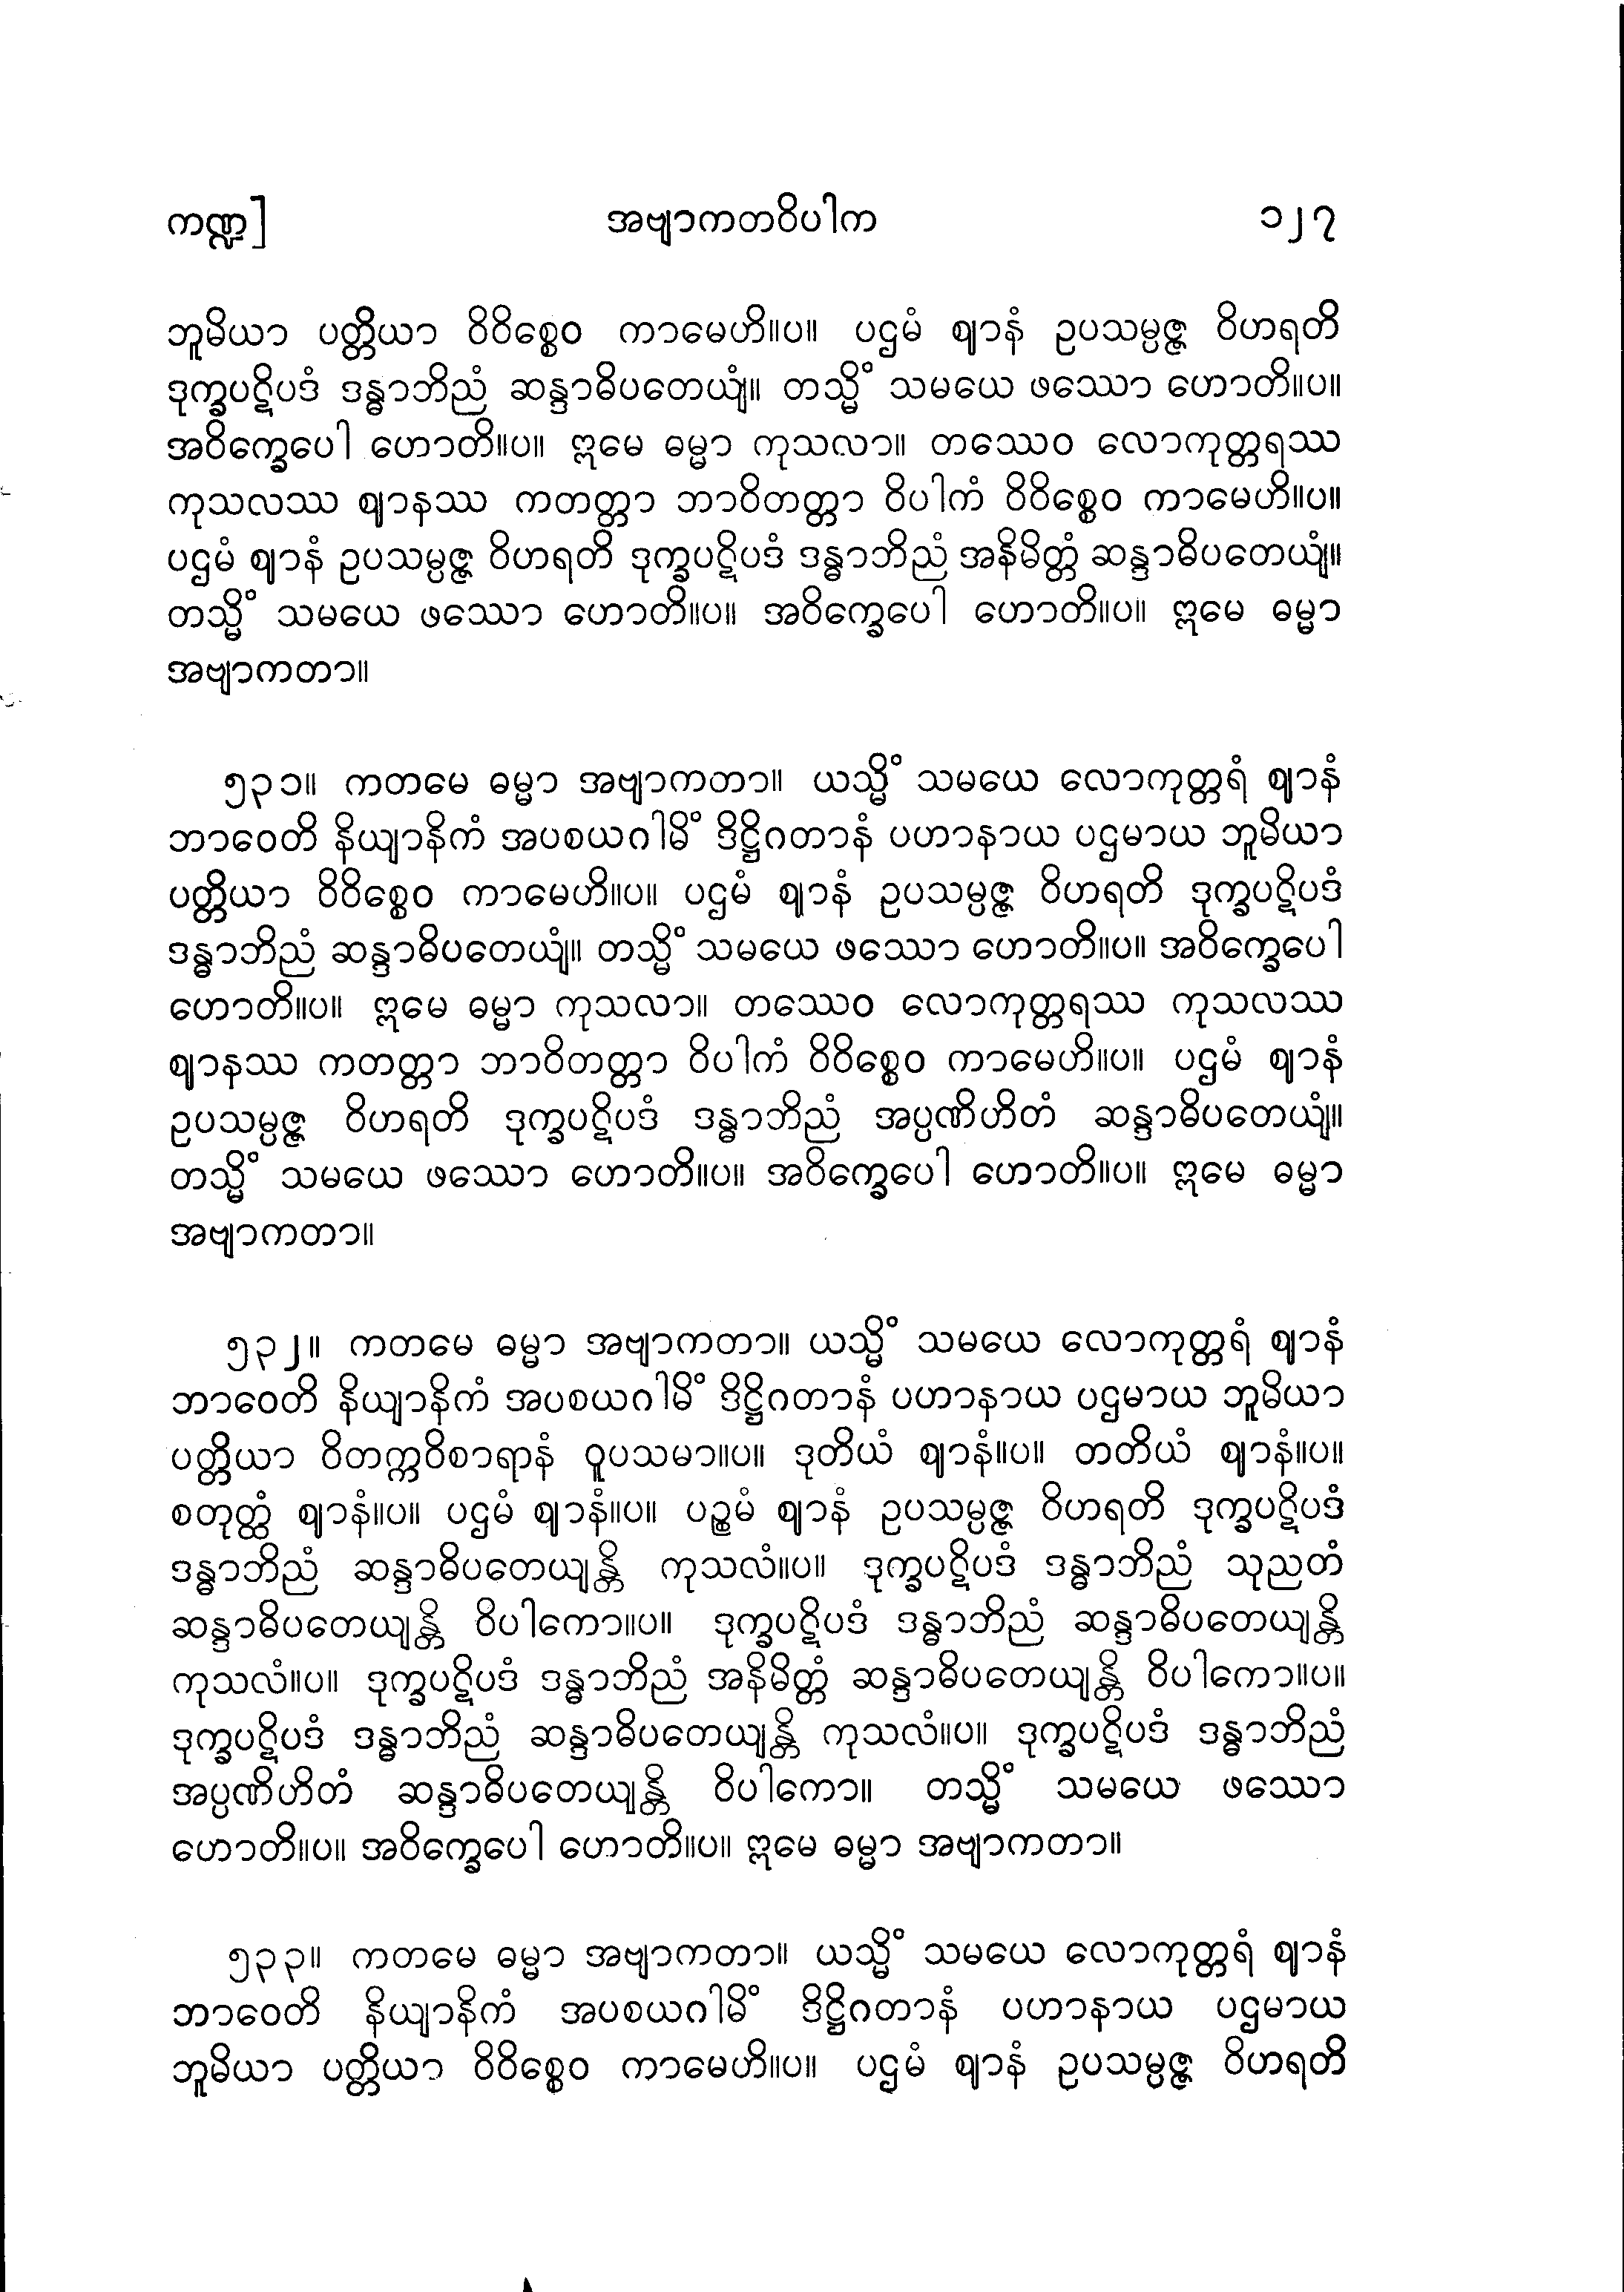 ကဏ္ဍ] အဗျာကတဝိပါက ၁၂၇
ဘူမိယာ ပတ္တိယာ ဝိဝိစ္စေဝ ကာမေဟိ။ပ။ ပဌမံ ဈာနံ ဥပသမ္ပဇ္ဇ ဝိဟရတိ
ဒုက္ခပဋိပဒံ ဒန္ဓာဘိညံ ဆန္ဒာဓိပတေယျံ။ တသ္မိံ သမယေ ဖဿော ဟောတိ။ပ။
အဝိက္ခေပေါ ဟောတိ။ပ။ ဣမေ ဓမ္မာ ကုသလာ။ တဿေဝ လောကုတ္တရဿ
ကုသလဿ ဈာနဿ ကတတ္တာ ဘာဝိတတ္တာ ဝိပါကံ ဝိဝိစ္စေဝ ကာမေဟိ။ပ။
ပဌမံ ဈာနံ ဥပသမ္ပဇ္ဇ ဝိဟရတိ ဒုက္ခပဋိပဒံ ဒန္ဓာဘိညံ အနိမိတ္တံ ဆန္ဒာဓိပတေယျံ။
တသ္မိံ သမယေ ဖဿော ဟောတိ။ပ။ အဝိက္ခေပေါ ဟောတိ။ပ။ ဣမေ ဓမ္မာ
အဗျာကတာ။
၅၃၁။ ကတမေ ဓမ္မာ အဗျာကတာ။ ယသ္မိံ သမယေ လောကုတ္တရံ ဈာနံ
ဘာဝေတိ နိယျာနိကံ အပစယဂါမိံ ဒိဋ္ဌိဂတာနံ ပဟာနာယ ပဌမာယ ဘူမိယာ
ပတ္တိယာ ဝိဝိစ္စေဝ ကာမေဟိ။ပ။ ပဌမံ ဈာနံ ဥပသမ္ပဇ္ဇ ဝိဟရတိ ဒုက္ခပဋိပဒံ
ဒန္ဓာဘိညံ ဆန္ဒာဓိပတေယျံ။ တသ္မိံ သမယေ ဖဿော ဟောတိ။ပ။ အဝိက္ခေပေါ
ဟောတိ။ပ။ ဣမေ ဓမ္မာ ကုသလာ။ တဿေဝ လောကုတ္တရဿ ကုသလဿ
ဈာနဿ ကတတ္တာ ဘာဝိတတ္တာ ဝိပါကံ ဝိဝိစ္စေဝ ကာမေဟိ။ပ။ ပဌမံ ဈာနံ
ဥပသမ္ပဇ္ဇ ဝိဟရတိ ဒုက္ခပဋိပဒံ ဒန္ဓာဘိညံ အပ္ပဏိဟိတံ ဆန္ဒာဓိပတေယျံ။
တသ္မိံ သမယေ ဖဿော ဟောတိ။ပ။ အဝိက္ခေပေါ ဟောတိ။ပ။ ဣမေ ဓမ္မာ
အဗျာကတာ။
၅၃၂။ ကတမေ ဓမ္မာ အဗျာကတာ။ ယသ္မိံ သမယေ လောကုတ္တရံ ဈာနံ
ဘာဝေတိ နိယျာနိကံ အပစယဂါမိံ ဒိဋ္ဌိဂတာနံ ပဟာနာယ ပဌမာယ ဘူမိယာ
ပတ္တိယာ ဝိတက္ကဝိစာရာနံ ဝူပသမာ။ပ။ ဒုတိယံ ဈာနံ။ပ။ တတိယံ ဈာနံ။ပ။
စတုတ္ထံ ဈာနံ။ပ။ ပဌမံ ဈာနံ။ပ။ ပဉ္စမံ ဈာနံ ဥပသမ္ပဇ္ဇ ဝိဟရတိ ဒုက္ခပဋိပဒံ
ဒန္ဓာဘိညံ ဆန္ဒာဓိပတေယျန္တိ ကုသလံ။ပ။ ဒုက္ခပဋိပဒံ ဒန္ဓာဘိညံ သုညတံ
ဆန္ဒာဓိပတေယျန္တိ ဝိပါကော။ပ။ ဒုက္ခပဋိပဒံ ဒန္ဓာဘိညံ ဆန္ဒာဓိပတေယျန္တိ
ကုသလံ။ပ။ ဒုက္ခပဋိပဒံ ဒန္ဓာဘိညံ အနိမိတ္တံ ဆန္ဒာဓိပတေယျန္တိ ဝိပါကော။ပ။
ဒုက္ခပဋိပဒံ ဒန္ဓာဘိညံ ဆန္ဒာဓိပတေယျန္တိ ကုသလံ။ပ။ ဒုက္ခပဋိပဒံ ဒန္ဓာဘိညံ
အပ္ပဏိဟိတံ ဆန္ဒာဓိပတေယျန္တိ ဝိပါကော။ တသ္မိံ သမယေ ဖဿော
ဟောတိ။ပ။ အဝိက္ခေပေါ ဟောတိ။ပ။ ဣမေ ဓမ္မာ အဗျာကတာ။
၅၃၃။ ကတမေ ဓမ္မာ အဗျာကတာ။ ယသ္မိံ သမယေ လောကုတ္တရံ ဈာနံ
ဘာဝေတိ နိယျာနိကံ အပစယဂါမိံ ဒိဋ္ဌိဂတာနံ ပဟာနာယ ပဌမာယ
ဘူမိယာ ပတ္တိယာ ဝိဝိစ္စေဝ ကာမေဟိ။ပ။ ပဌမံ ဈာနံ ဥပသမ္ပဇ္ဇ ဝိဟရတိ